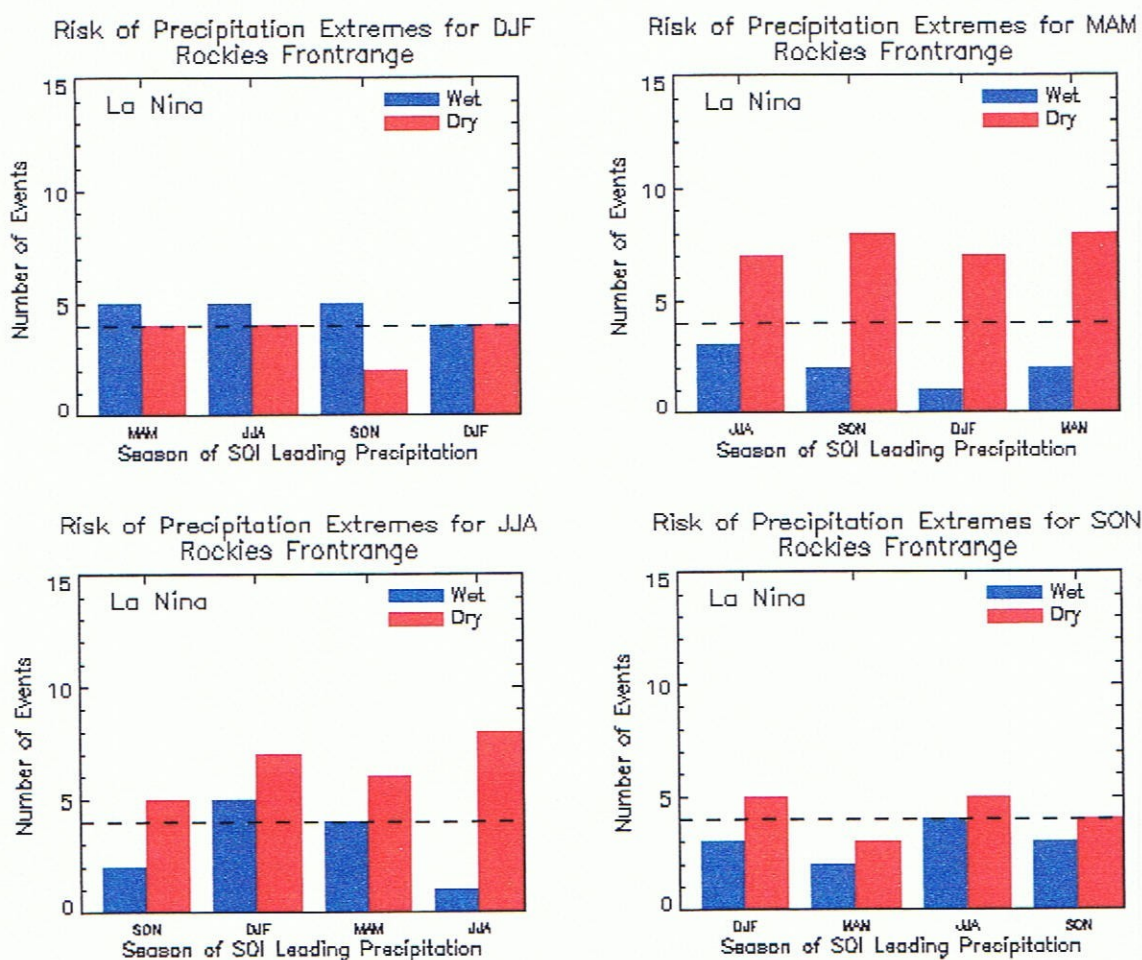 Risk of Precipitation Extremes for DJF
Rockies Frontrange
15
10
5
0
Number of Events
La Nina
Wet
Dry
MAM
JJA
SON
DJF
Season of SOI Leading Precipitation
Risk of Precipitation Extremes for MAM
Rockies Frontrange
15
10
5
0
Number of Events
La Nina
Wet
Dry
JJA
SON
DJF
MAM
Season of SOI Leading Precipitation
Risk of Precipitation Extremes for JJA
Rockies Frontrange
15
10
5
0
Number of Events
La Nina
Wet
Dry
SON
DJF
MAM
JJA
Season of SOI Leading Precipitation
Risk of Precipitation Extremes for SON
Rockies Frontrange
15
10
5
0
Number of Events
La Nina
Wet
Dry
DJF
MAM
JJA
SON
Season of SOI Leading Precipitation